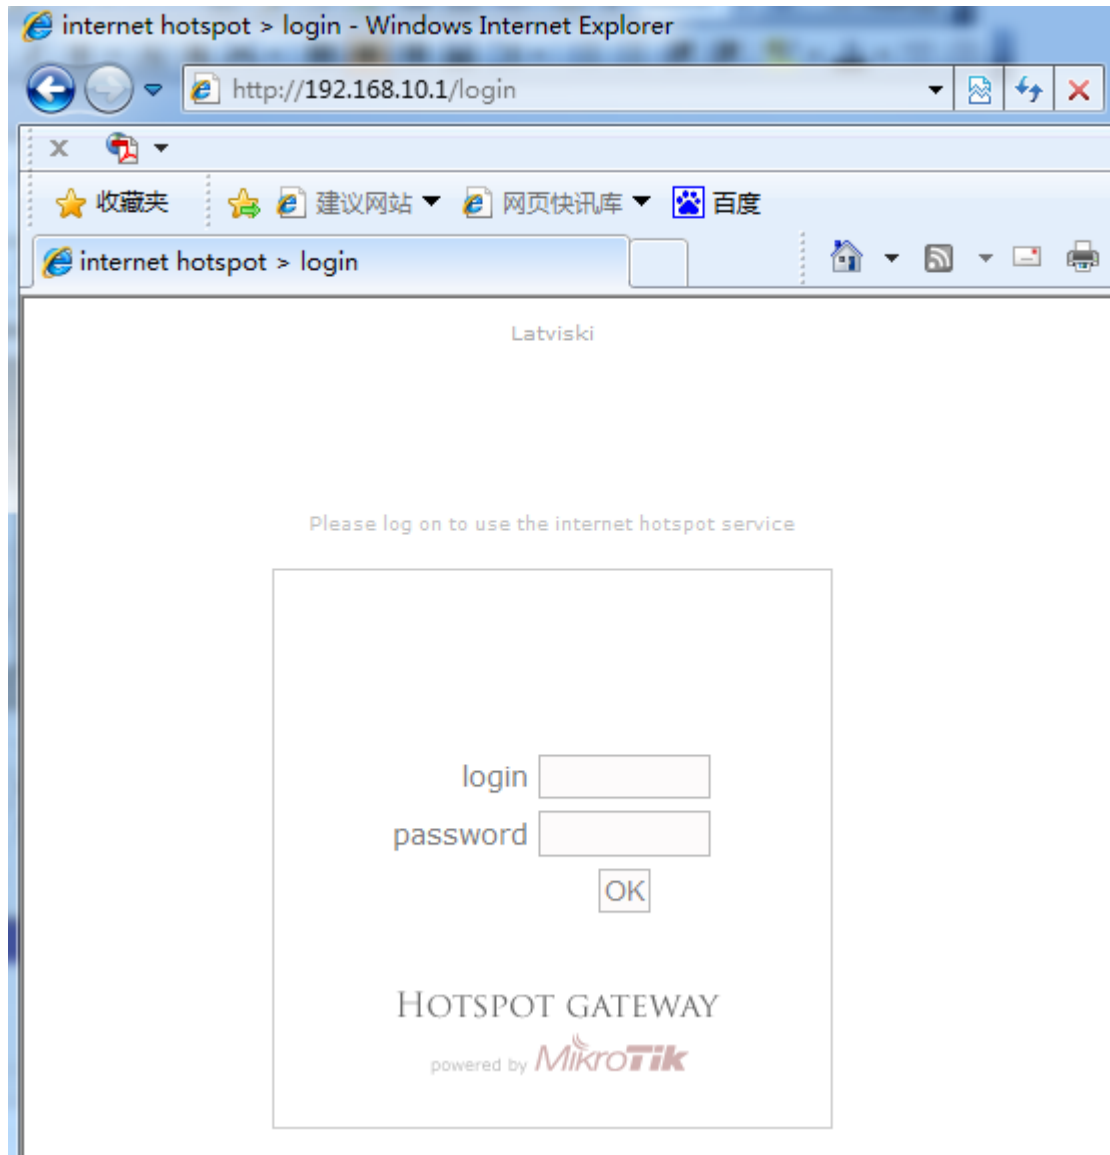 internet hotspot > login - Windows Internet Explorer
http://192.168.10.1/login
x
收藏夹 建议网站 网页快讯库 百度
internet hotspot > login
Latviski
Please log on to use the internet hotspot service
login
password
OK
HOTSPOT GATEWAY
powered by MikroTik